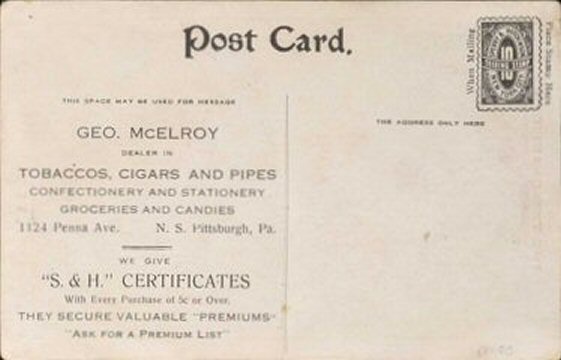 Post Card.
When Mailing
Place Stamp Here
10
THIS SPACE MAY BE USED FOR MESSAGE
THE ADDRESS ONLY HERE
GEO. McELROY
DEALER IN
TOBACCOS, CIGARS AND PIPES
CONFECTIONERY AND STATIONERY
GROCERIES AND CANDIES
1124 Penna Ave. N. S. Pittsburgh, Pa.
WE GIVE
"S. & H." CERTIFICATES
With Every Purchase of 5c or Over.
THEY SECURE VALUABLE "PREMIUMS"
"ASK FOR A PREMIUM LIST"